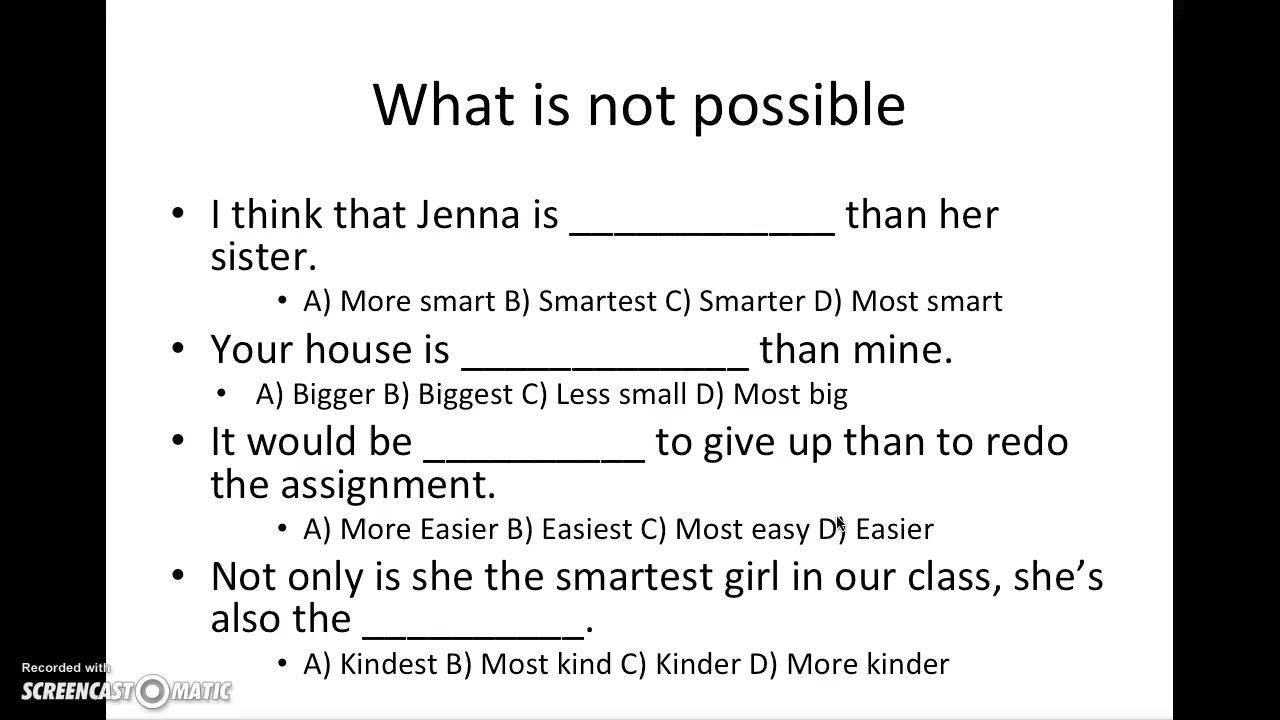 What is not possible
• I think that Jenna is ____________ than her
sister.
• A) More smart B) Smartest C) Smarter D) Most smart
• Your house is _____________ than mine.
• A) Bigger B) Biggest C) Less small D) Most big
• It would be __________ to give up than to redo
the assignment.
• A) More Easier B) Easiest C) Most easy D) Easier
• Not only is she the smartest girl in our class, she’s
also the __________.
• A) Kindest B) Most kind C) Kinder D) More kinder
Recorded with
SCREENCAST O MATIC